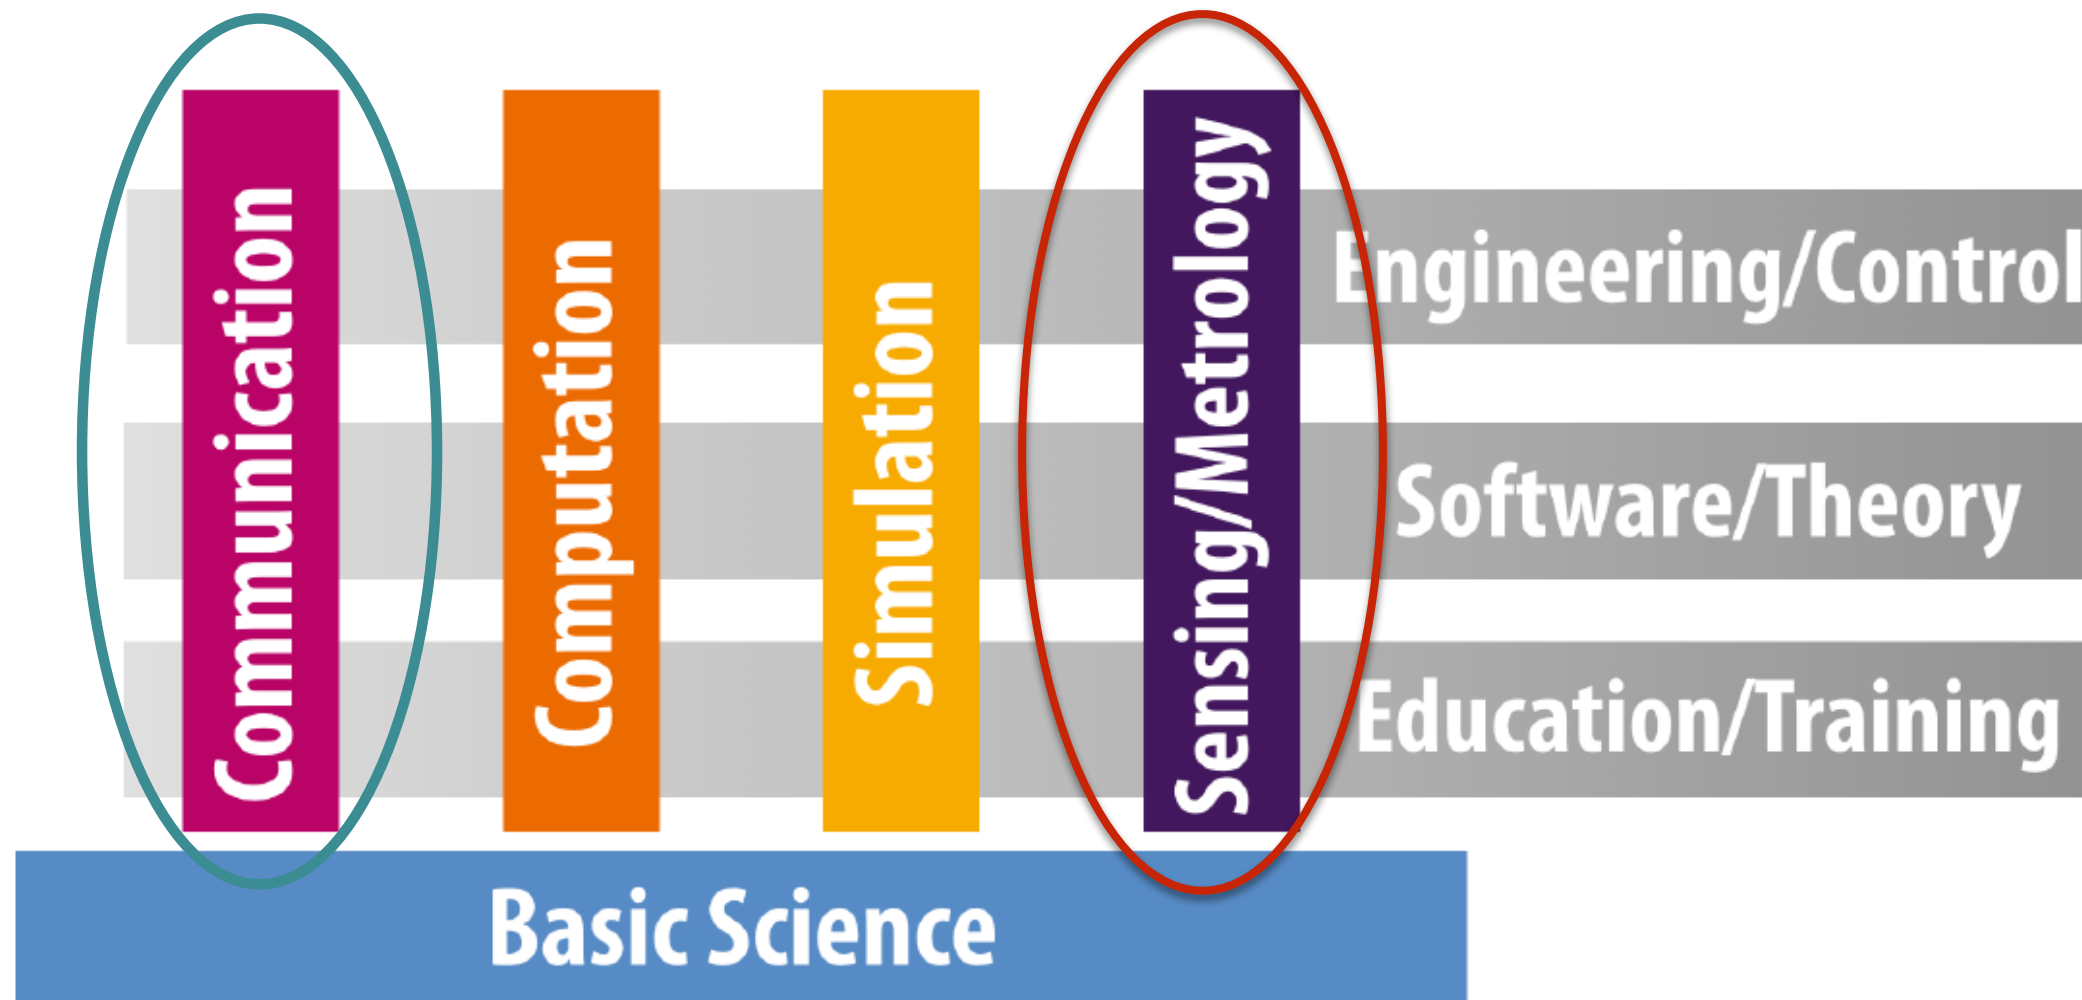 Communication
Computation
Simulation
Sensing/Metrology
Engineering/Control
Software/Theory
Education/Training
Basic Science